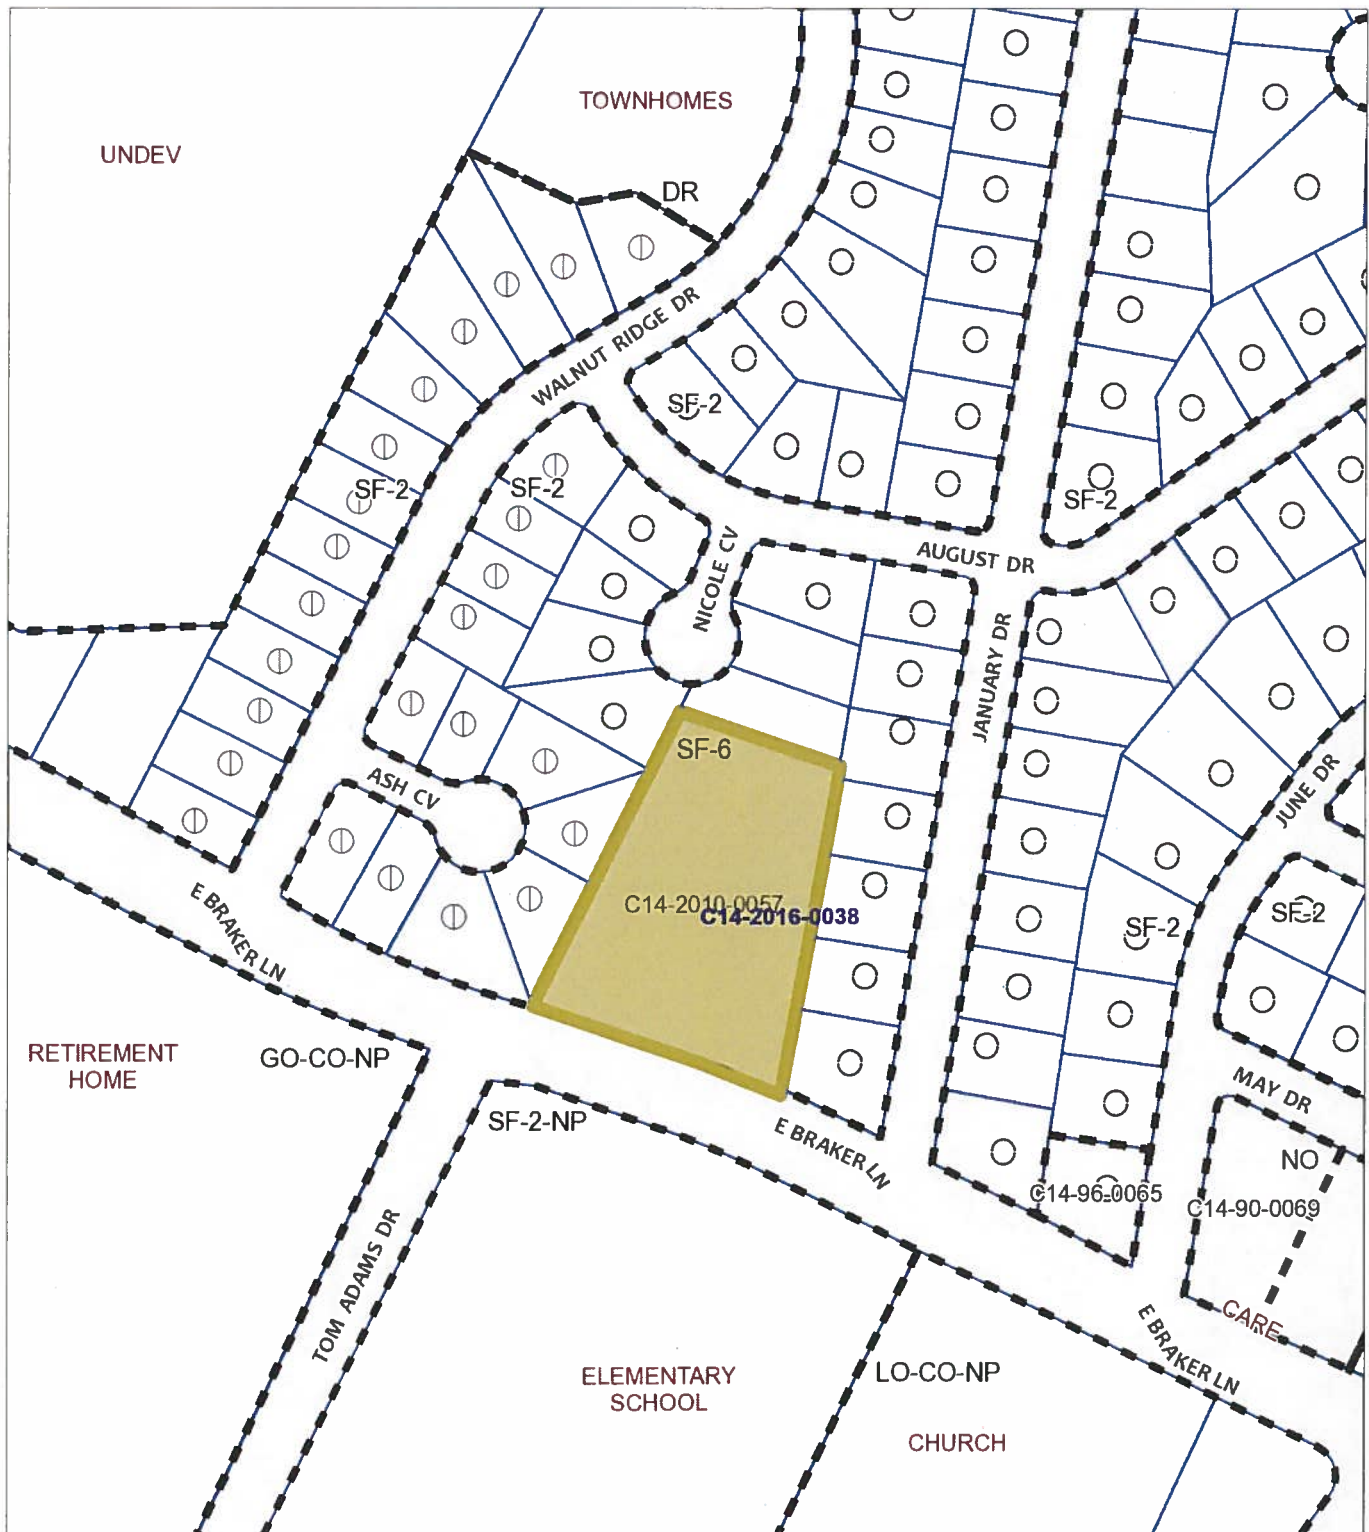 TOWNHOMES
UNDEV
DR
WALNUT RIDGE DR
SF-2
SF-2
SF-2
SF-2
NICOLE CV
AUGUST DR
JANUARY DR
SF-6
ASH CV
JUNE DR
C14-2010-0057
C14-2016-0038
SF-2
SF-2
E BRAKER LN
RETIREMENT
HOME
GO-CO-NP
MAY DR
SF-2-NP
E BRAKER LN
NO
C14-96-0065
C14-90-0069
TOM ADAMS DR
CARE
E BRAKER LN
ELEMENTARY
SCHOOL
LO-CO-NP
CHURCH